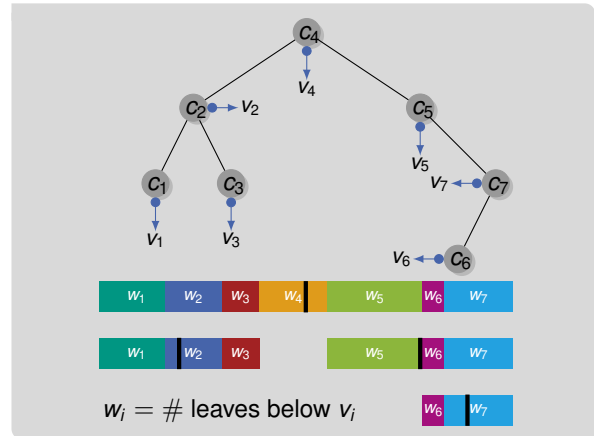 c4
v4
c2 v2 c5
v5
c1 c3 v7 c7
v1 v3
v6 c6
w1 w2 w3 w4 w5 w6 w7
w1 w2 w3 w5 w6 w7
wi = # leaves below vi w6 w7